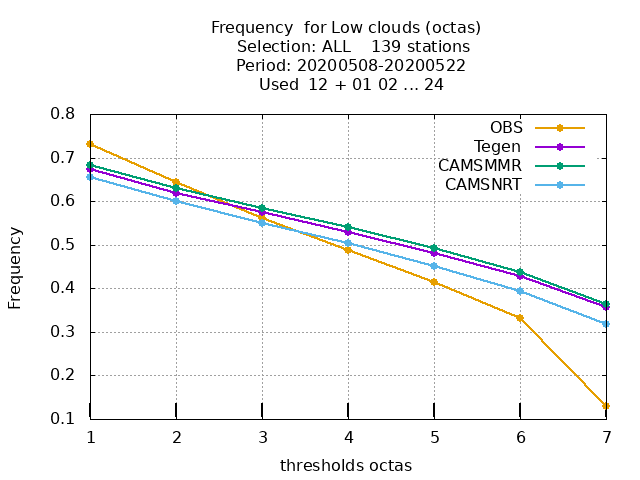 Frequency  for Low clouds (octas)
Selection: ALL    139 stations
Period: 20200508-20200522
Used  12 + 01 02 ... 24
OBS
Tegen
CAMSMMR
CAMSNRT
0.8
0.7
0.6
0.5
0.4
0.3
0.2
0.1
Frequency
1 2 3 4 5 6 7
thresholds octas